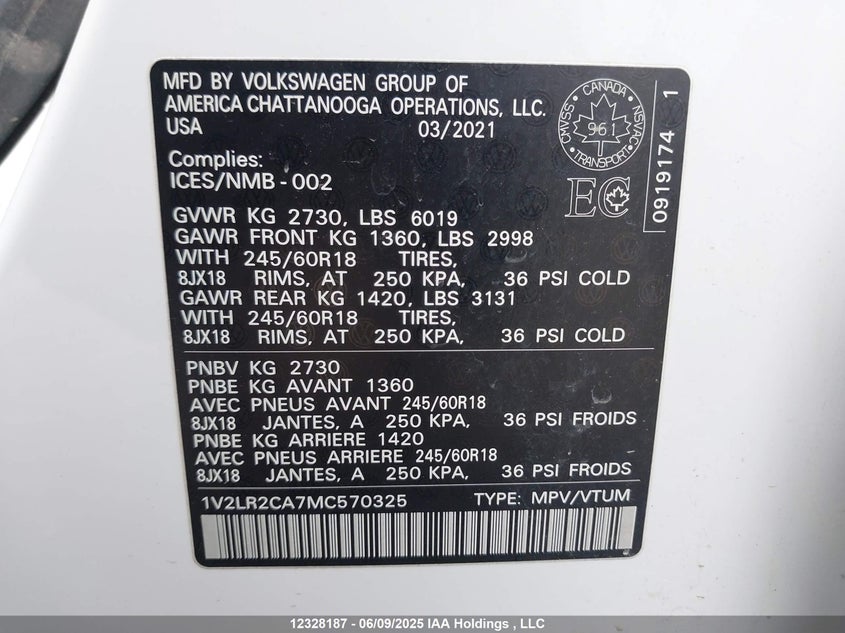 MFD BY VOLKSWAGEN GROUP OF
AMERICA CHATTANOOGA OPERATIONS, LLC.
USA 03/2021
CANADA
CMVSS 961 NSVAC
TRANSPORT
0919174 1
Complies:
ICES/NMB - 002
EC
GVWR KG 2730, LBS 6019
GAWR FRONT KG 1360, LBS 2998
WITH 245/60R18 TIRES,
8JX18 RIMS, AT 250 KPA, 36 PSI COLD
GAWR REAR KG 1420, LBS 3131
WITH 245/60R18 TIRES,
8JX18 RIMS, AT 250 KPA, 36 PSI COLD
PNBV KG 2730
PNBE KG AVANT 1360
AVEC PNEUS AVANT 245/60R18
8JX18 JANTES, A 250 KPA, 36 PSI FROIDS
PNBE KG ARRIERE 1420
AVEC PNEUS ARRIERE 245/60R18
8JX18 JANTES, A 250 KPA, 36 PSI FROIDS
1V2LR2CA7MC570325 TYPE: MPV/VTUM
12328187 - 06/09/2025 IAA Holdings , LLC